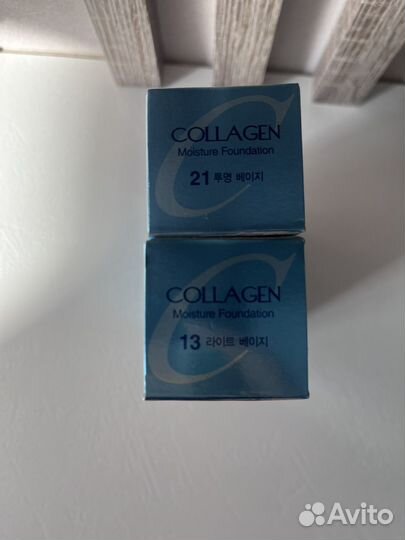 COLLAGEN
Moisture Foundation
21 투명 베이지
COLLAGEN
Moisture Foundation
13 라이트 베이지
Avito